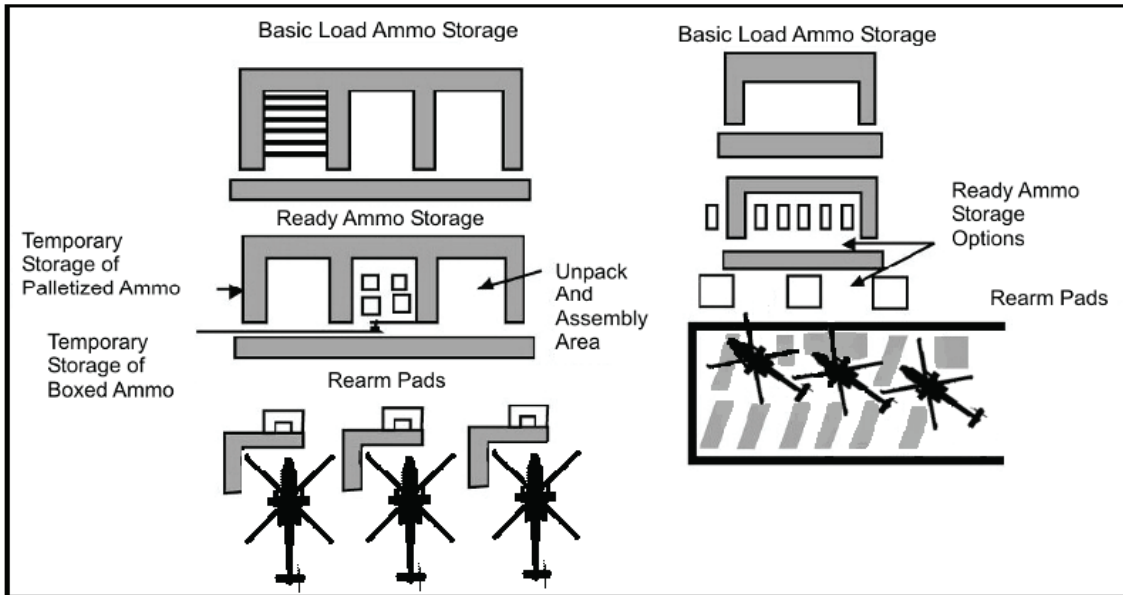 Basic Load Ammo Storage
Ready Ammo Storage
Temporary
Storage of
Palletized Ammo
Unpack
And
Assembly
Area
Temporary
Storage of
Boxed Ammo
Rearm Pads
Basic Load Ammo Storage
Ready Ammo
Storage
Options
Rearm Pads